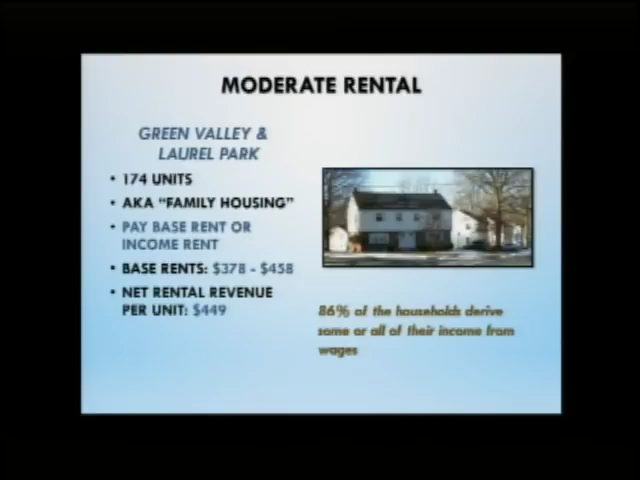 MODERATE RENTAL
GREEN VALLEY &
LAUREL PARK
• 174 UNITS
• AKA “FAMILY HOUSING”
• PAY BASE RENT OR
INCOME RENT
• BASE RENTS: $378 - $458
• NET RENTAL REVENUE
PER UNIT: $449
86% of the households derive
some or all of their income from
wages